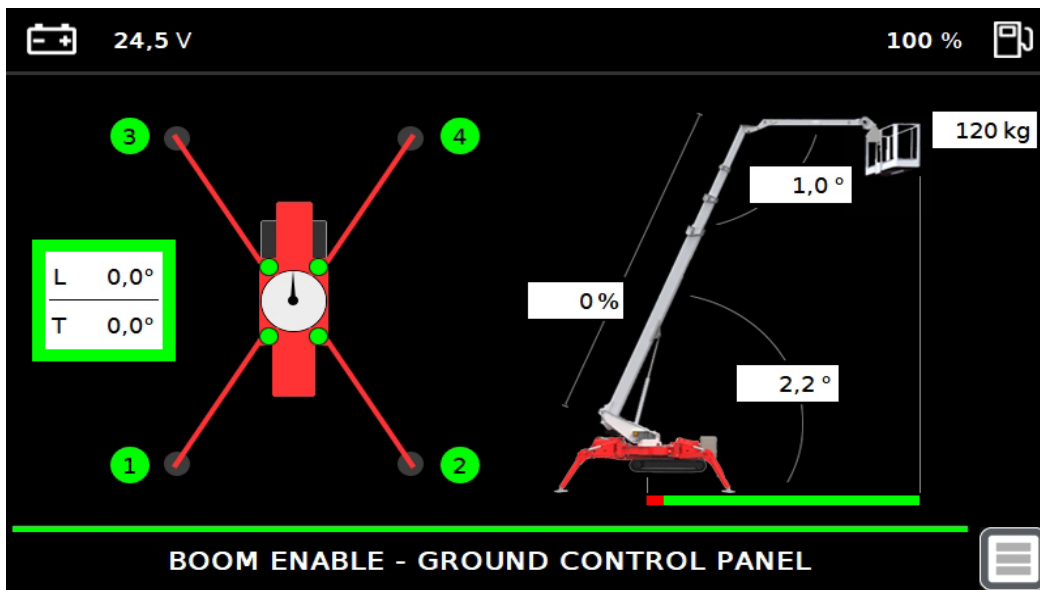 24,5 V
100 %
3
4
120 kg
1,0 °
L 0,0°
T 0,0°
0 %
2,2 °
1
2
BOOM ENABLE - GROUND CONTROL PANEL